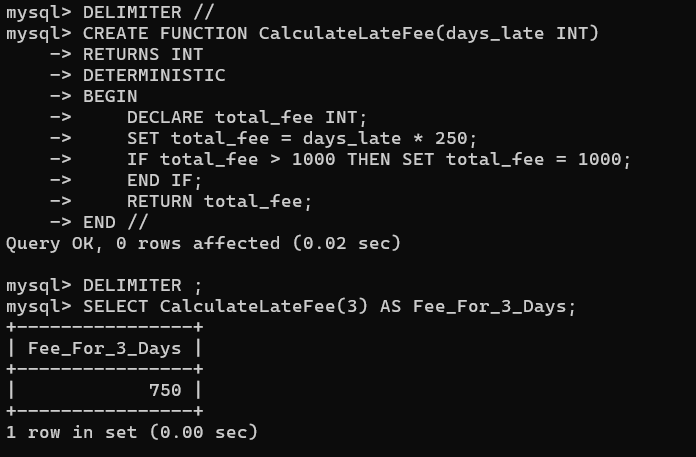 mysql> DELIMITER //
mysql> CREATE FUNCTION CalculateLateFee(days_late INT)
    -> RETURNS INT
    -> DETERMINISTIC
    -> BEGIN
    ->     DECLARE total_fee INT;
    ->     SET total_fee = days_late * 250;
    ->     IF total_fee > 1000 THEN SET total_fee = 1000;
    ->     END IF;
    ->     RETURN total_fee;
    -> END //
Query OK, 0 rows affected (0.02 sec)

mysql> DELIMITER ;
mysql> SELECT CalculateLateFee(3) AS Fee_For_3_Days;
+----------------+
| Fee_For_3_Days |
+----------------+
|            750 |
+----------------+
1 row in set (0.00 sec)